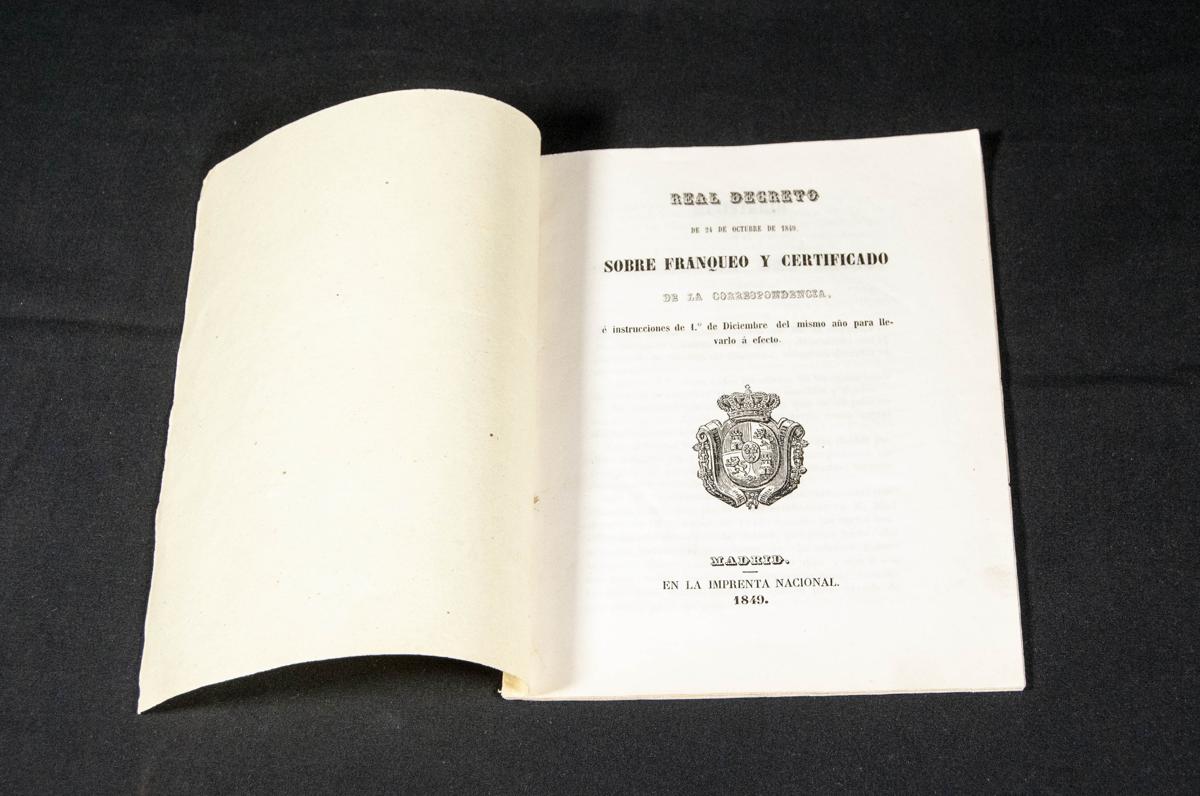 REAL DECRETO
DE 24 DE OCTUBRE DE 1849.
SOBRE FRANQUEO Y CERTIFICADO
DE LA CORRESPONDENCIA,
é instrucciones de 1.º de Diciembre del mismo año para lle-
varlo á efecto.
MADRID.
EN LA IMPRENTA NACIONAL.
1849.